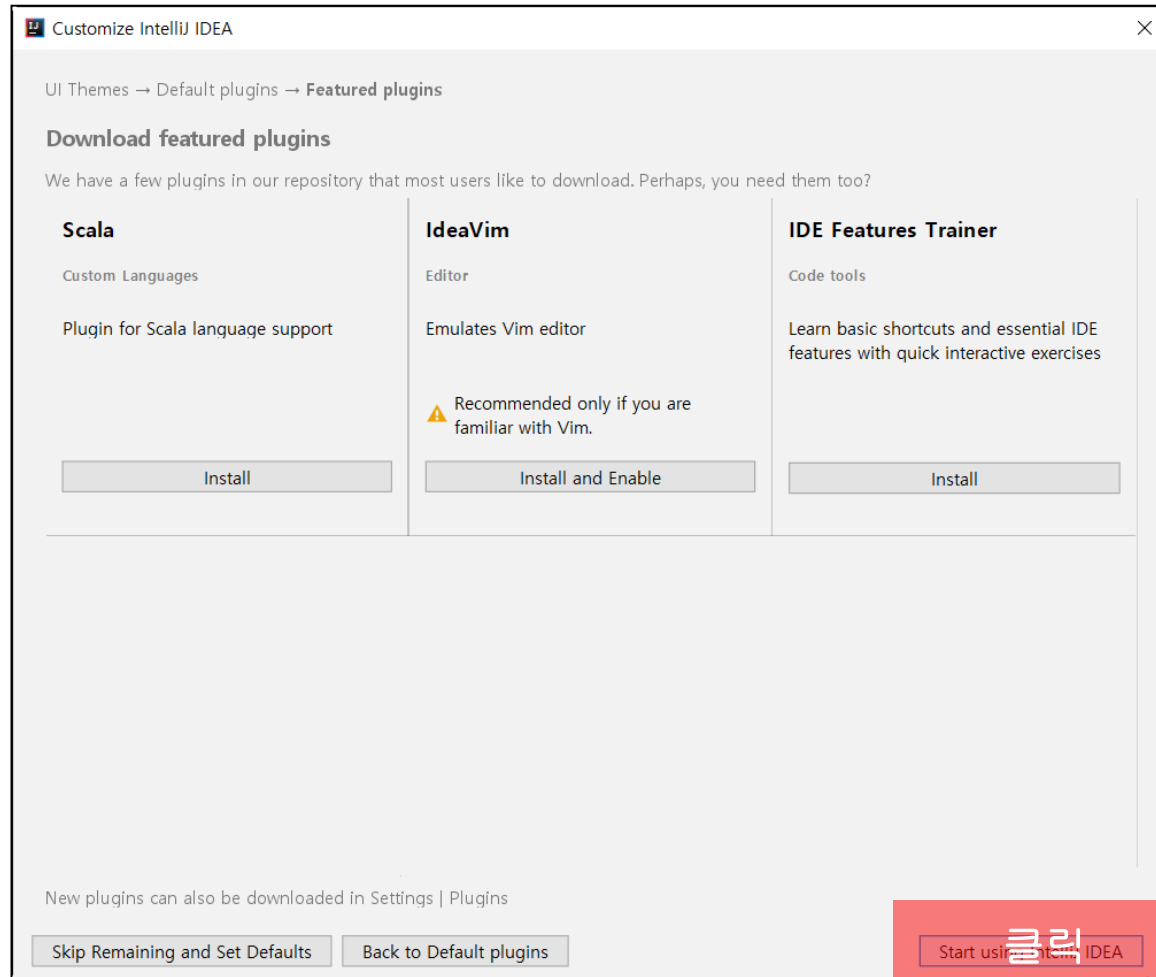 Customize IntelliJ IDEA
UI Themes → Default plugins → Featured plugins
Download featured plugins
We have a few plugins in our repository that most users like to download. Perhaps, you need them too?
Scala
Custom Languages
Plugin for Scala language support
Install
IdeaVim
Editor
Emulates Vim editor
Recommended only if you are
familiar with Vim.
Install and Enable
IDE Features Trainer
Code tools
Learn basic shortcuts and essential IDE
features with quick interactive exercises
Install
New plugins can also be downloaded in Settings | Plugins
Skip Remaining and Set Defaults
Back to Default plugins
Start using IntelliJ IDEA
클릭